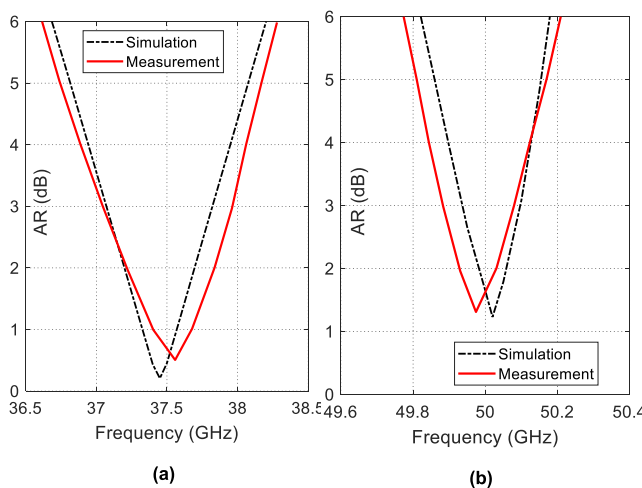 6
5
4
3
2
1
0
AR (dB)
Simulation
Measurement
36.5 37 37.5 38 38.5
Frequency (GHz)
(a)
6
5
4
3
2
1
0
AR (dB)
Simulation
Measurement
49.6 49.8 50 50.2 50.4
Frequency (GHz)
(b)